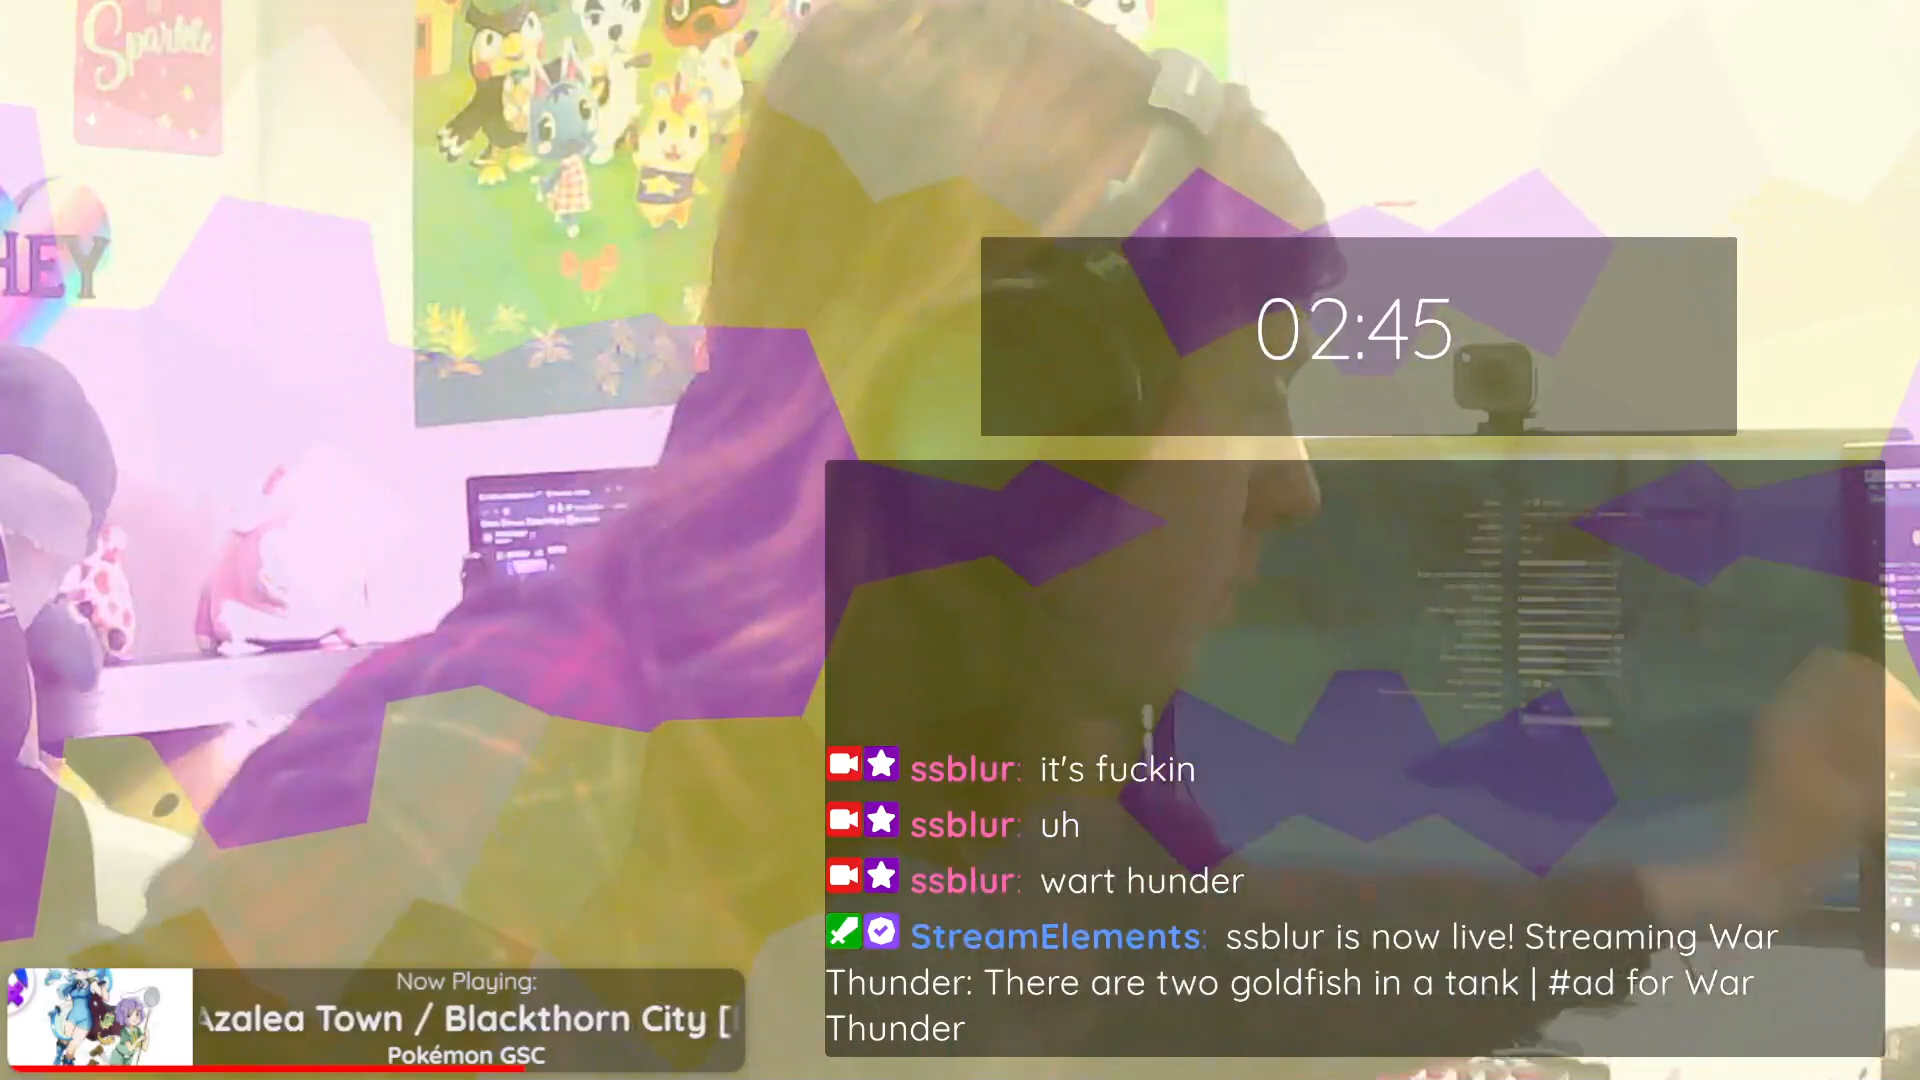 Sparkle
HEY
02:45
ssblur: it's fuckin
ssblur: uh
ssblur: wart hunder
StreamElements: ssblur is now live! Streaming War
Thunder: There are two goldfish in a tank | #ad for War
Thunder
Now Playing:
Azalea Town / Blackthorn City [
Pokémon GSC